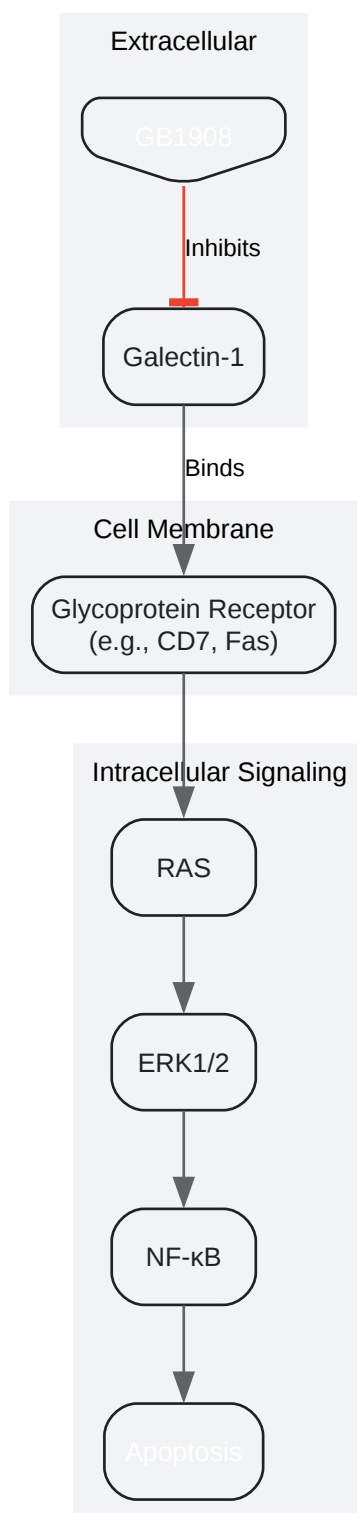 Extracellular
GB1908
Inhibits
Galectin-1
Binds
Cell Membrane
Glycoprotein Receptor
(e.g., CD7, Fas)
Intracellular Signaling
RAS
ERK1/2
NF-κB
Apoptosis